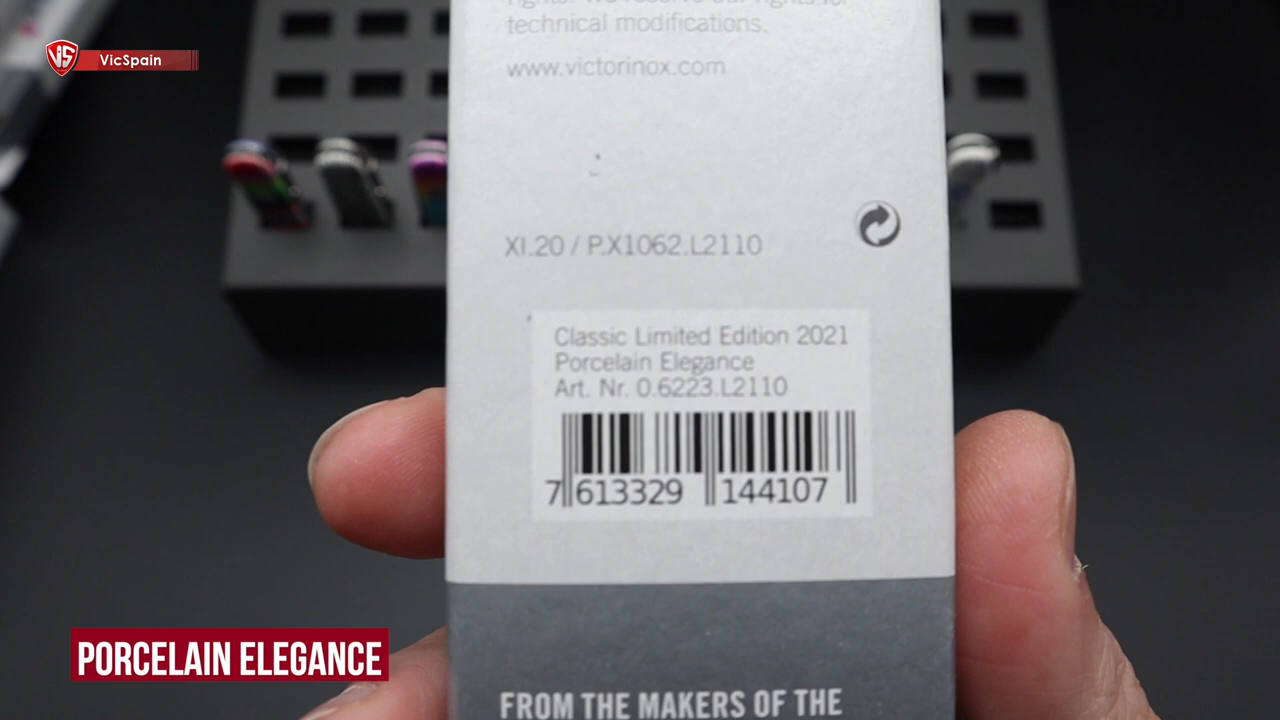 VS VicSpain
technical modifications.
www.victorinox.com
XI.20 / P.X1062.L2110
Classic Limited Edition 2021
Porcelain Elegance
Art. Nr. 0.6223.L2110
7 613329 144107
PORCELAIN ELEGANCE
FROM THE MAKERS OF THE